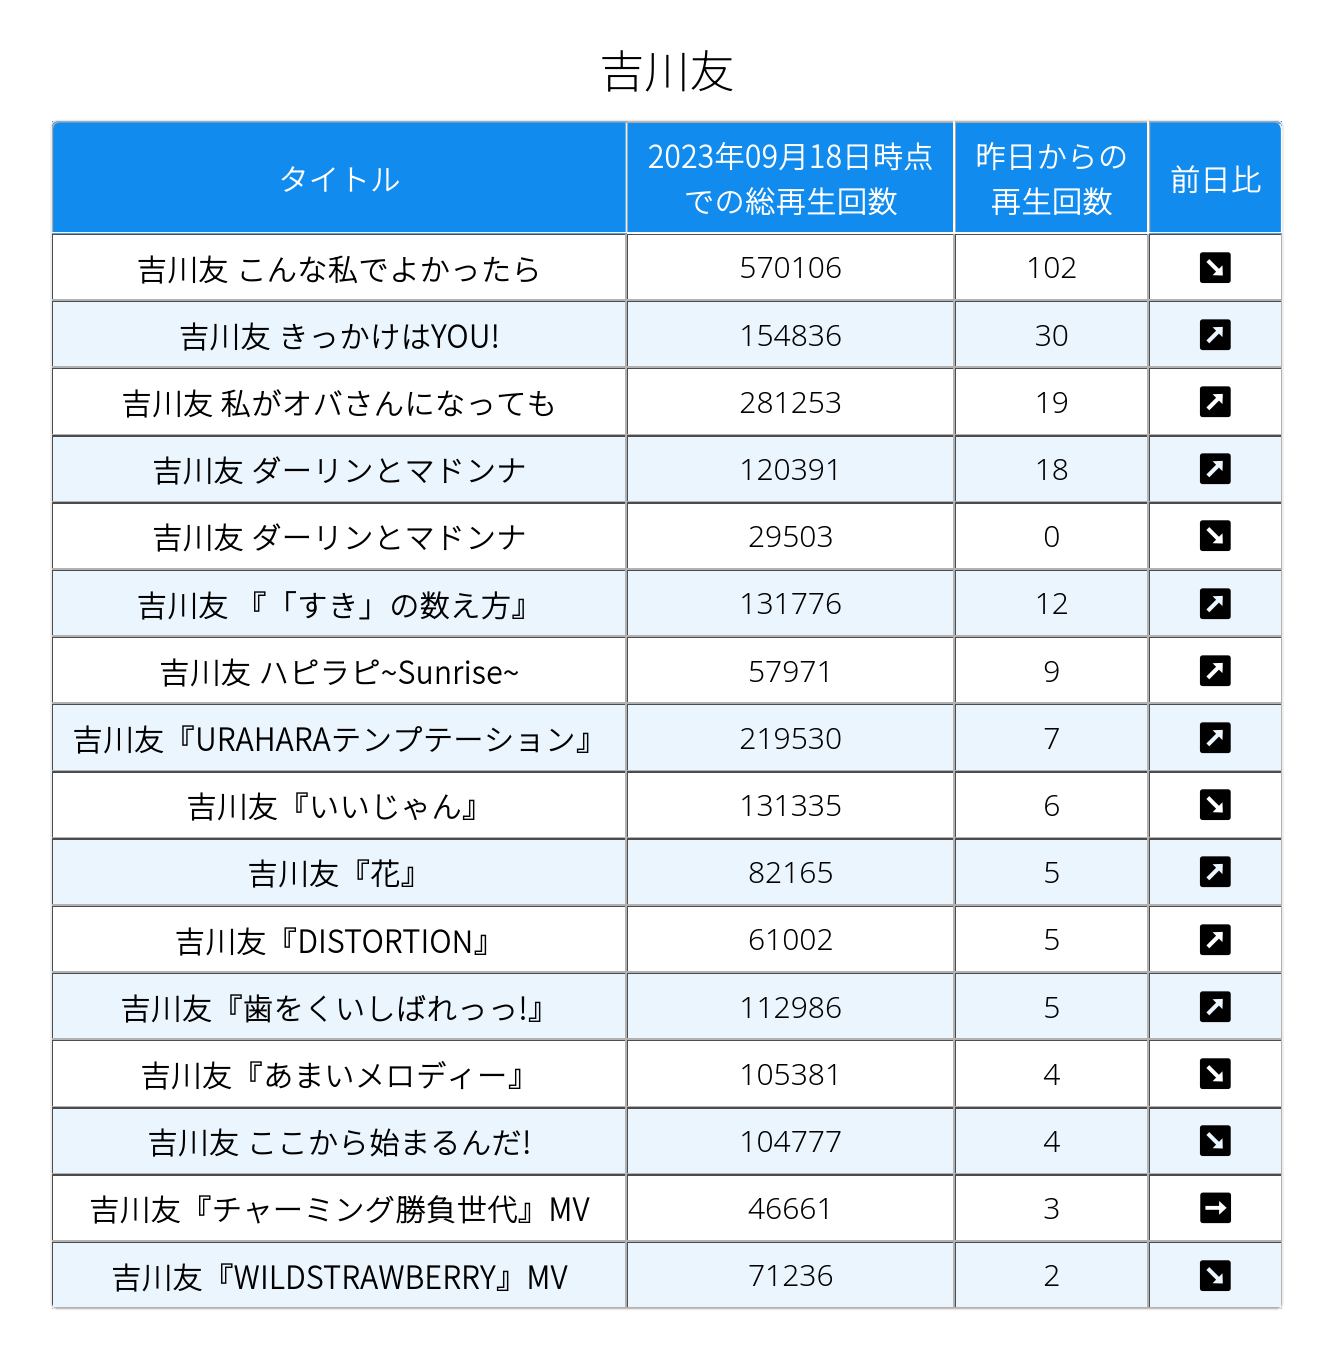 吉川友
タイトル 2023年09月18日時点での総再生回数 昨日からの再生回数 前日比
吉川友 こんな私でよかったら 570106 102 ↘
吉川友 きっかけはYOU! 154836 30 ↗
吉川友 私がオバさんになっても 281253 19 ↗
吉川友 ダーリンとマドンナ 120391 18 ↗
吉川友 ダーリンとマドンナ 29503 0 ↘
吉川友 『「すき」の数え方』 131776 12 ↗
吉川友 ハピラピ~Sunrise~ 57971 9 ↗
吉川友『URAHARAテンプテーション』 219530 7 ↗
吉川友『いいじゃん』 131335 6 ↘
吉川友『花』 82165 5 ↗
吉川友『DISTORTION』 61002 5 ↗
吉川友『歯をくいしばれっっ!』 112986 5 ↗
吉川友『あまいメロディー』 105381 4 ↘
吉川友 ここから始まるんだ! 104777 4 ↘
吉川友『チャーミング勝負世代』MV 46661 3 →
吉川友『WILDSTRAWBERRY』MV 71236 2 ↘